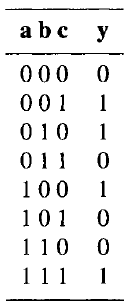 a b c y
0 0 0 0
0 0 1 1
0 1 0 1
0 1 1 0
1 0 0 1
1 0 1 0
1 1 0 0
1 1 1 1